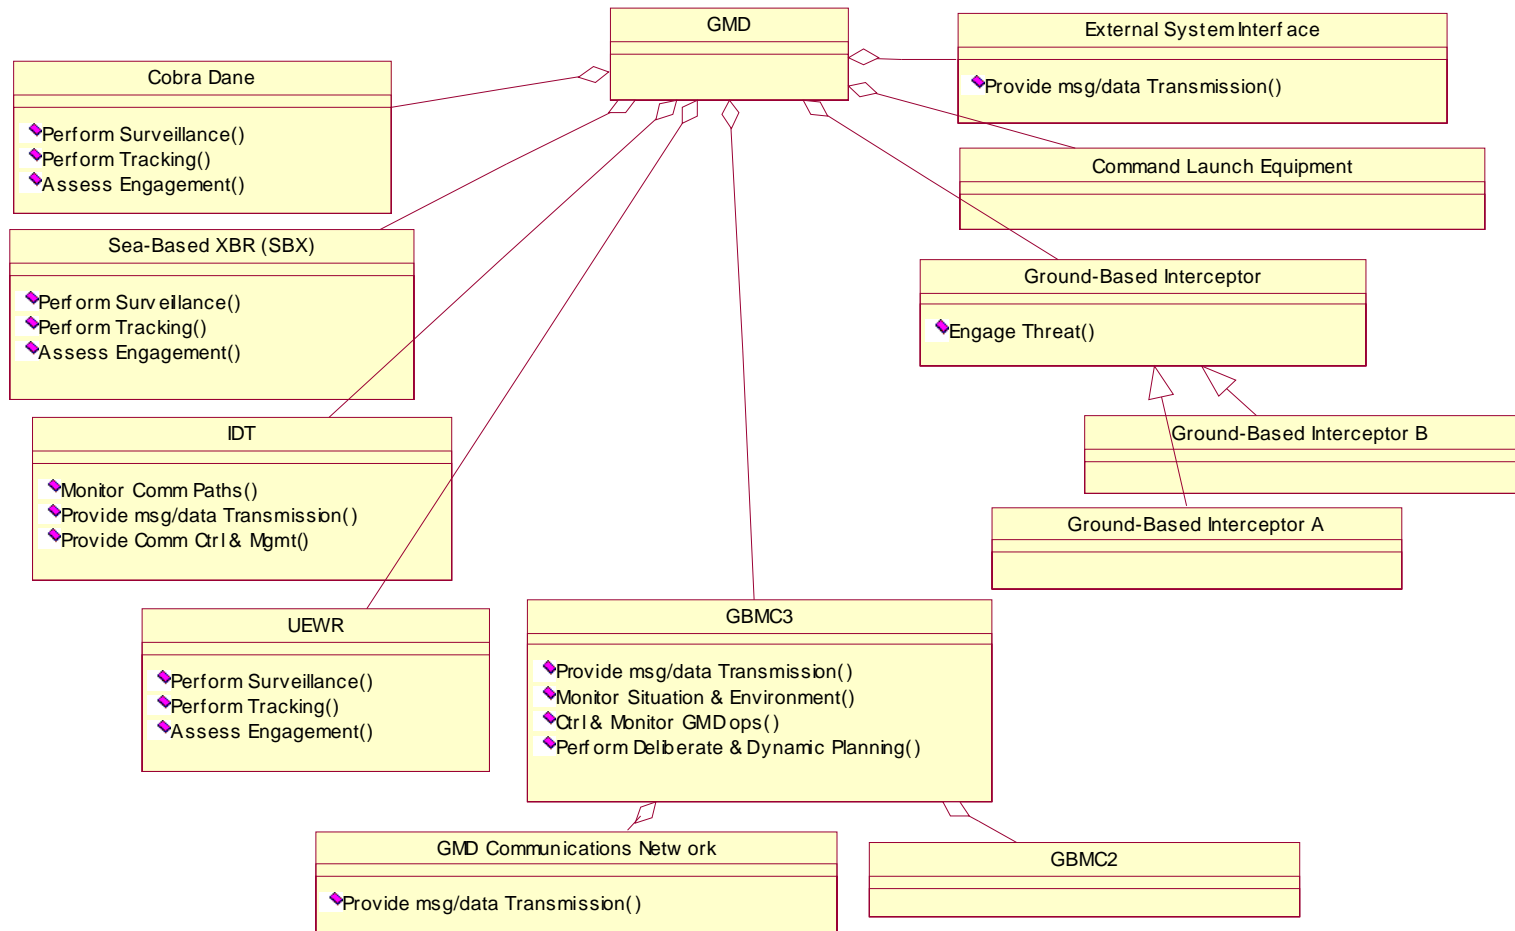 GMD
External System Interface
Provide msg/data Transmission()
Cobra Dane
Perform Surveillance()
Perform Tracking()
Assess Engagement()
Command Launch Equipment
Sea-Based XBR (SBX)
Perform Surveillance()
Perform Tracking()
Assess Engagement()
Ground-Based Interceptor
Engage Threat()
IDT
Monitor Comm Paths()
Provide msg/data Transmission()
Provide Comm Ctrl & Mgmt()
Ground-Based Interceptor B
Ground-Based Interceptor A
UEWR
Perform Surveillance()
Perform Tracking()
Assess Engagement()
GBMC3
Provide msg/data Transmission()
Monitor Situation & Environment()
Ctrl & Monitor GMD ops()
Perform Deliberate & Dynamic Planning()
GMD Communications Network
Provide msg/data Transmission()
GBMC2